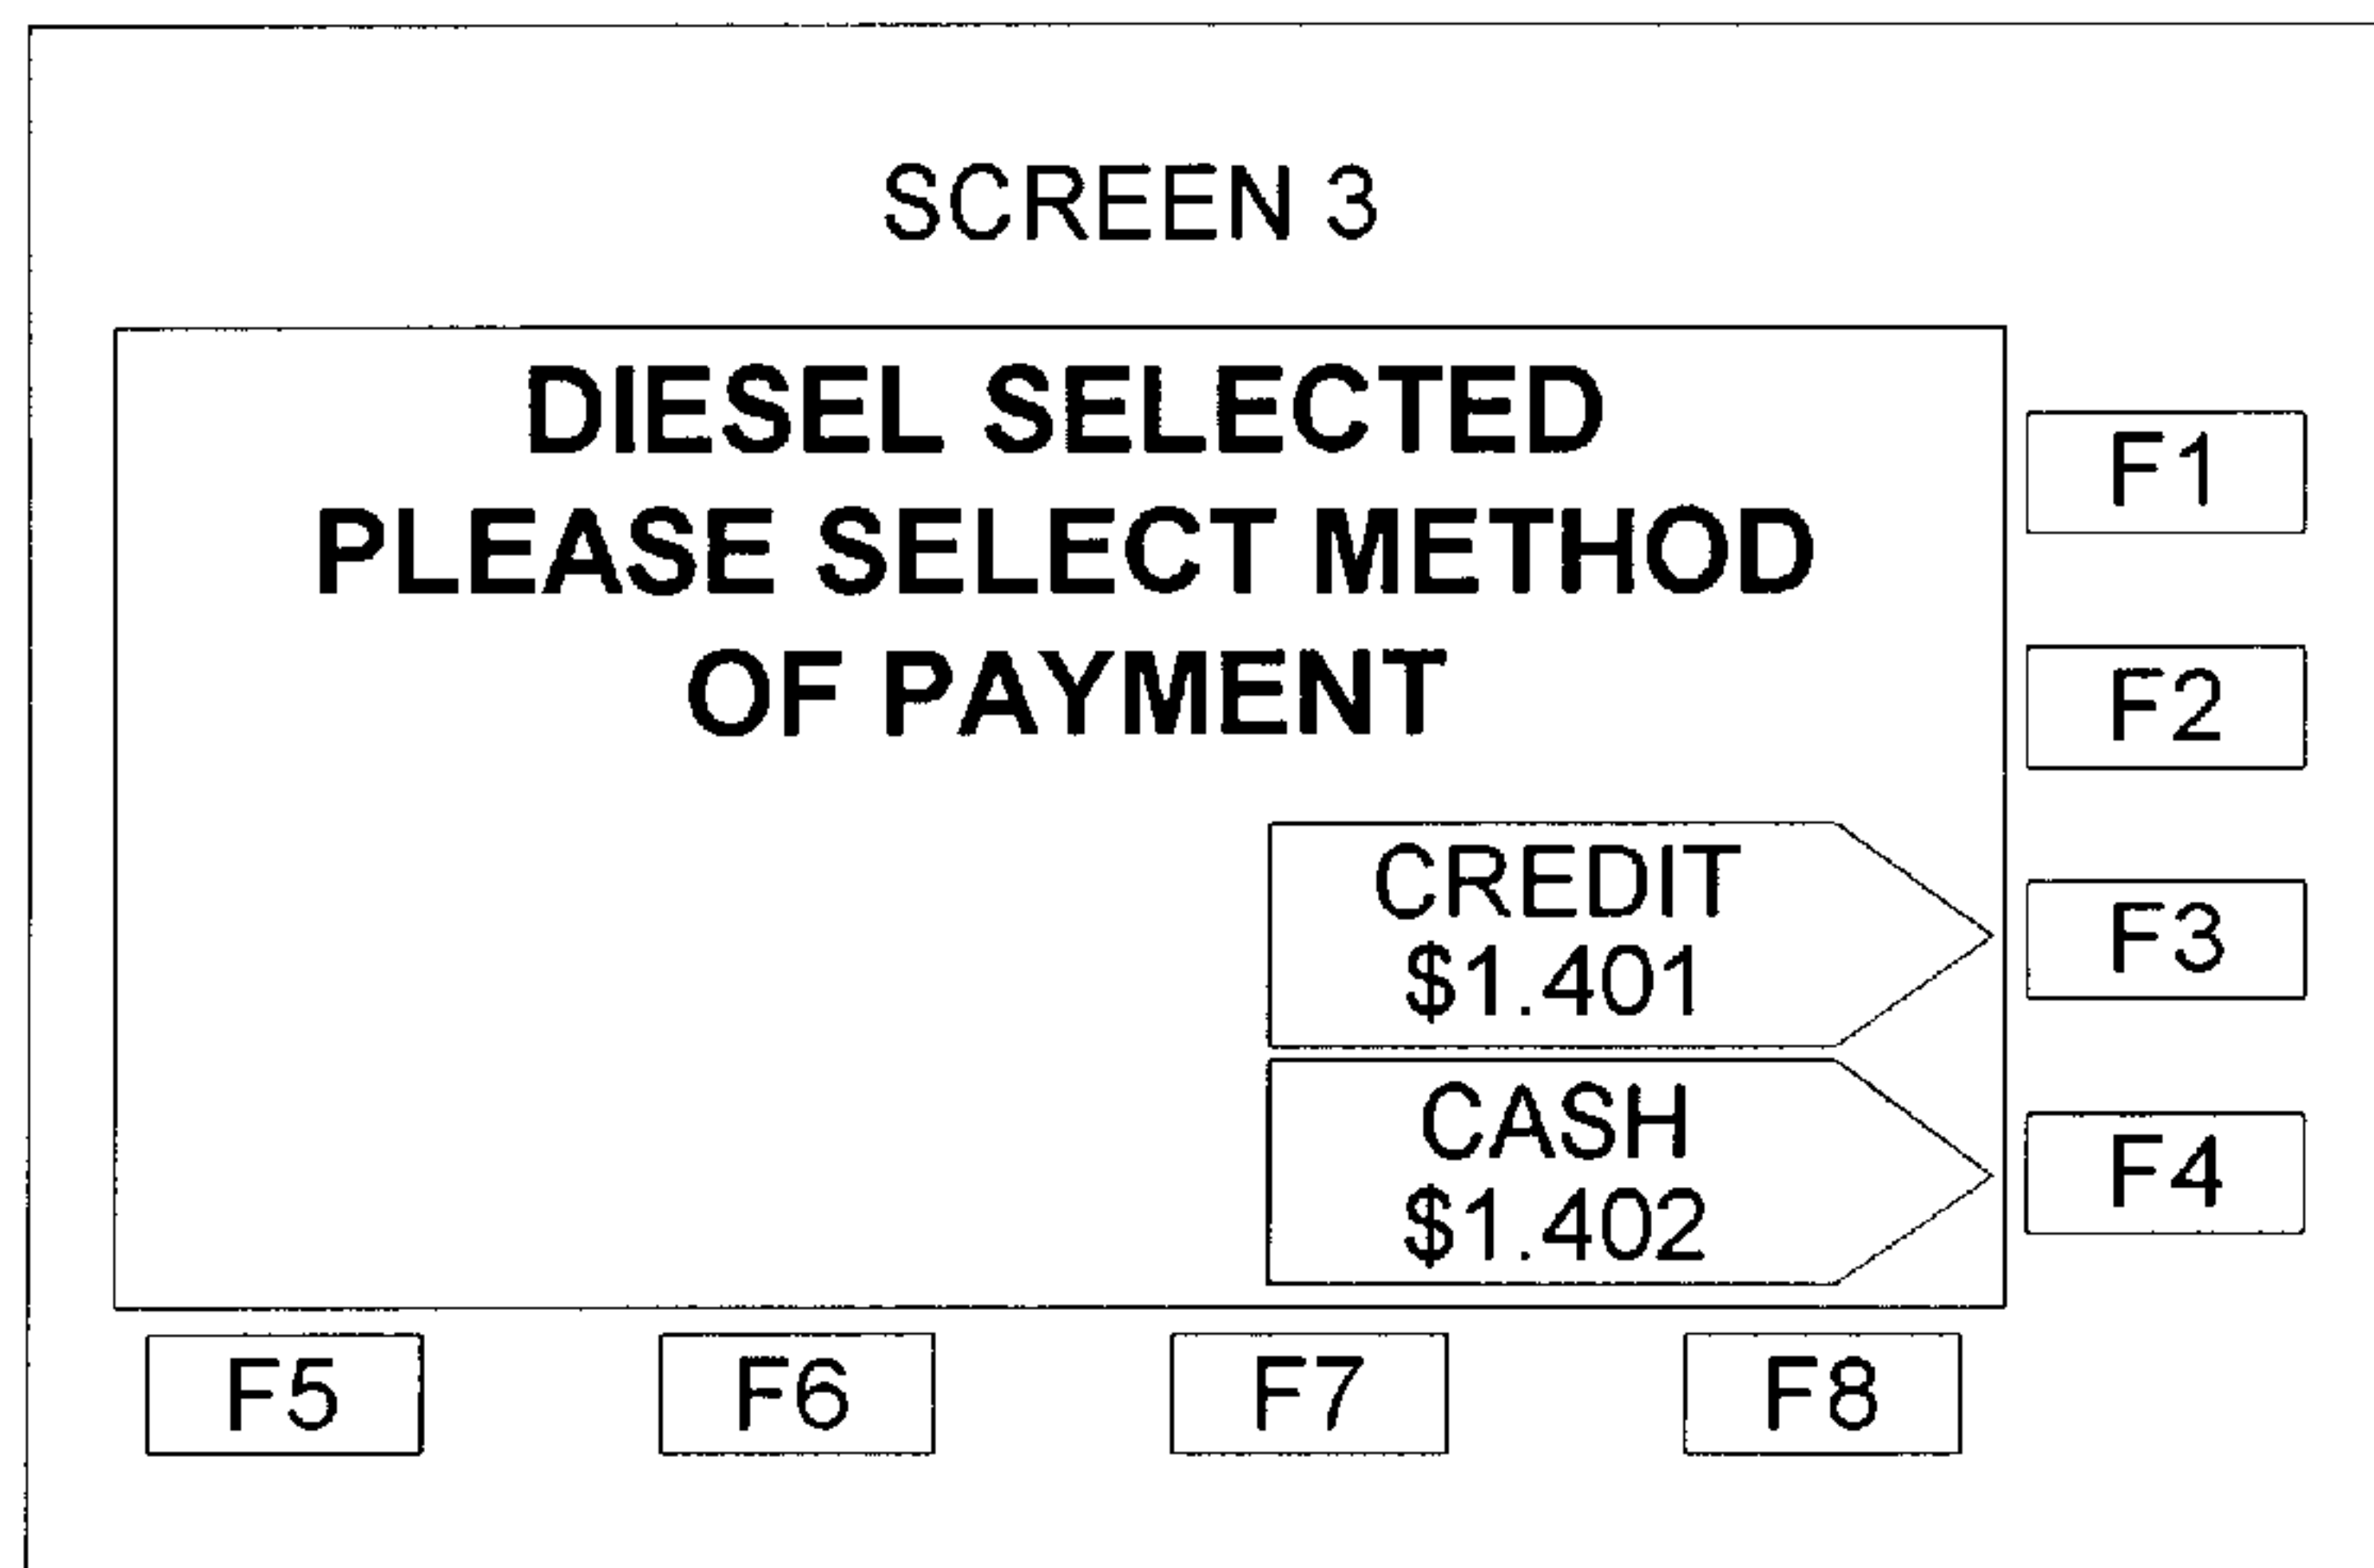 SCREEN 3
DIESEL SELECTED
PLEASE SELECT METHOD
OF PAYMENT
F1
F2
CREDIT
$1.401
F3
CASH
$1.402
F4
F5 F6 F7 F8